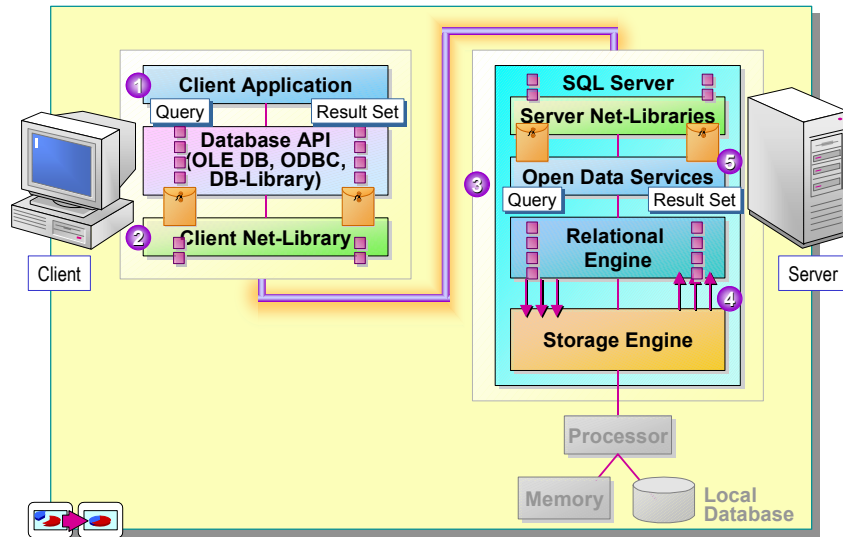 1
Client Application
Query
Result Set
Database API
(OLE DB, ODBC,
DB-Library)
2
Client Net-Library
Client
SQL Server
Server Net-Libraries
5
3
Open Data Services
Query
Result Set
Relational
Engine
4
Storage Engine
Server
Processor
Memory
Local
Database